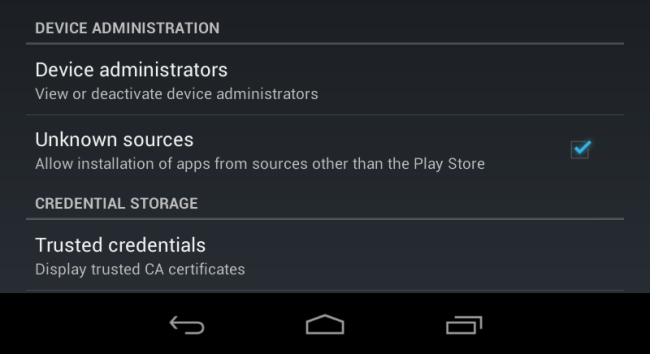 DEVICE ADMINISTRATION
Device administrators
View or deactivate device administrators
Unknown sources
Allow installation of apps from sources other than the Play Store
CREDENTIAL STORAGE
Trusted credentials
Display trusted CA certificates